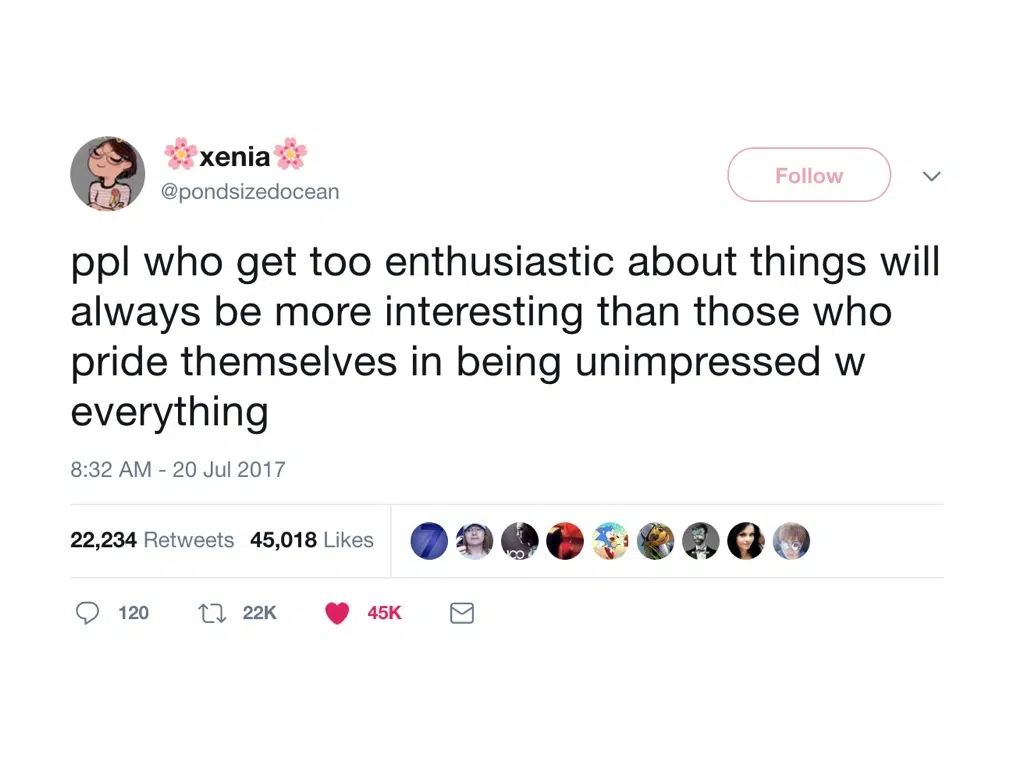 🌸xenia🌸
@pondsizedocean
Follow
ppl who get too enthusiastic about things will
always be more interesting than those who
pride themselves in being unimpressed w
everything
8:32 AM - 20 Jul 2017
22,234 Retweets 45,018 Likes
120 22K 45K